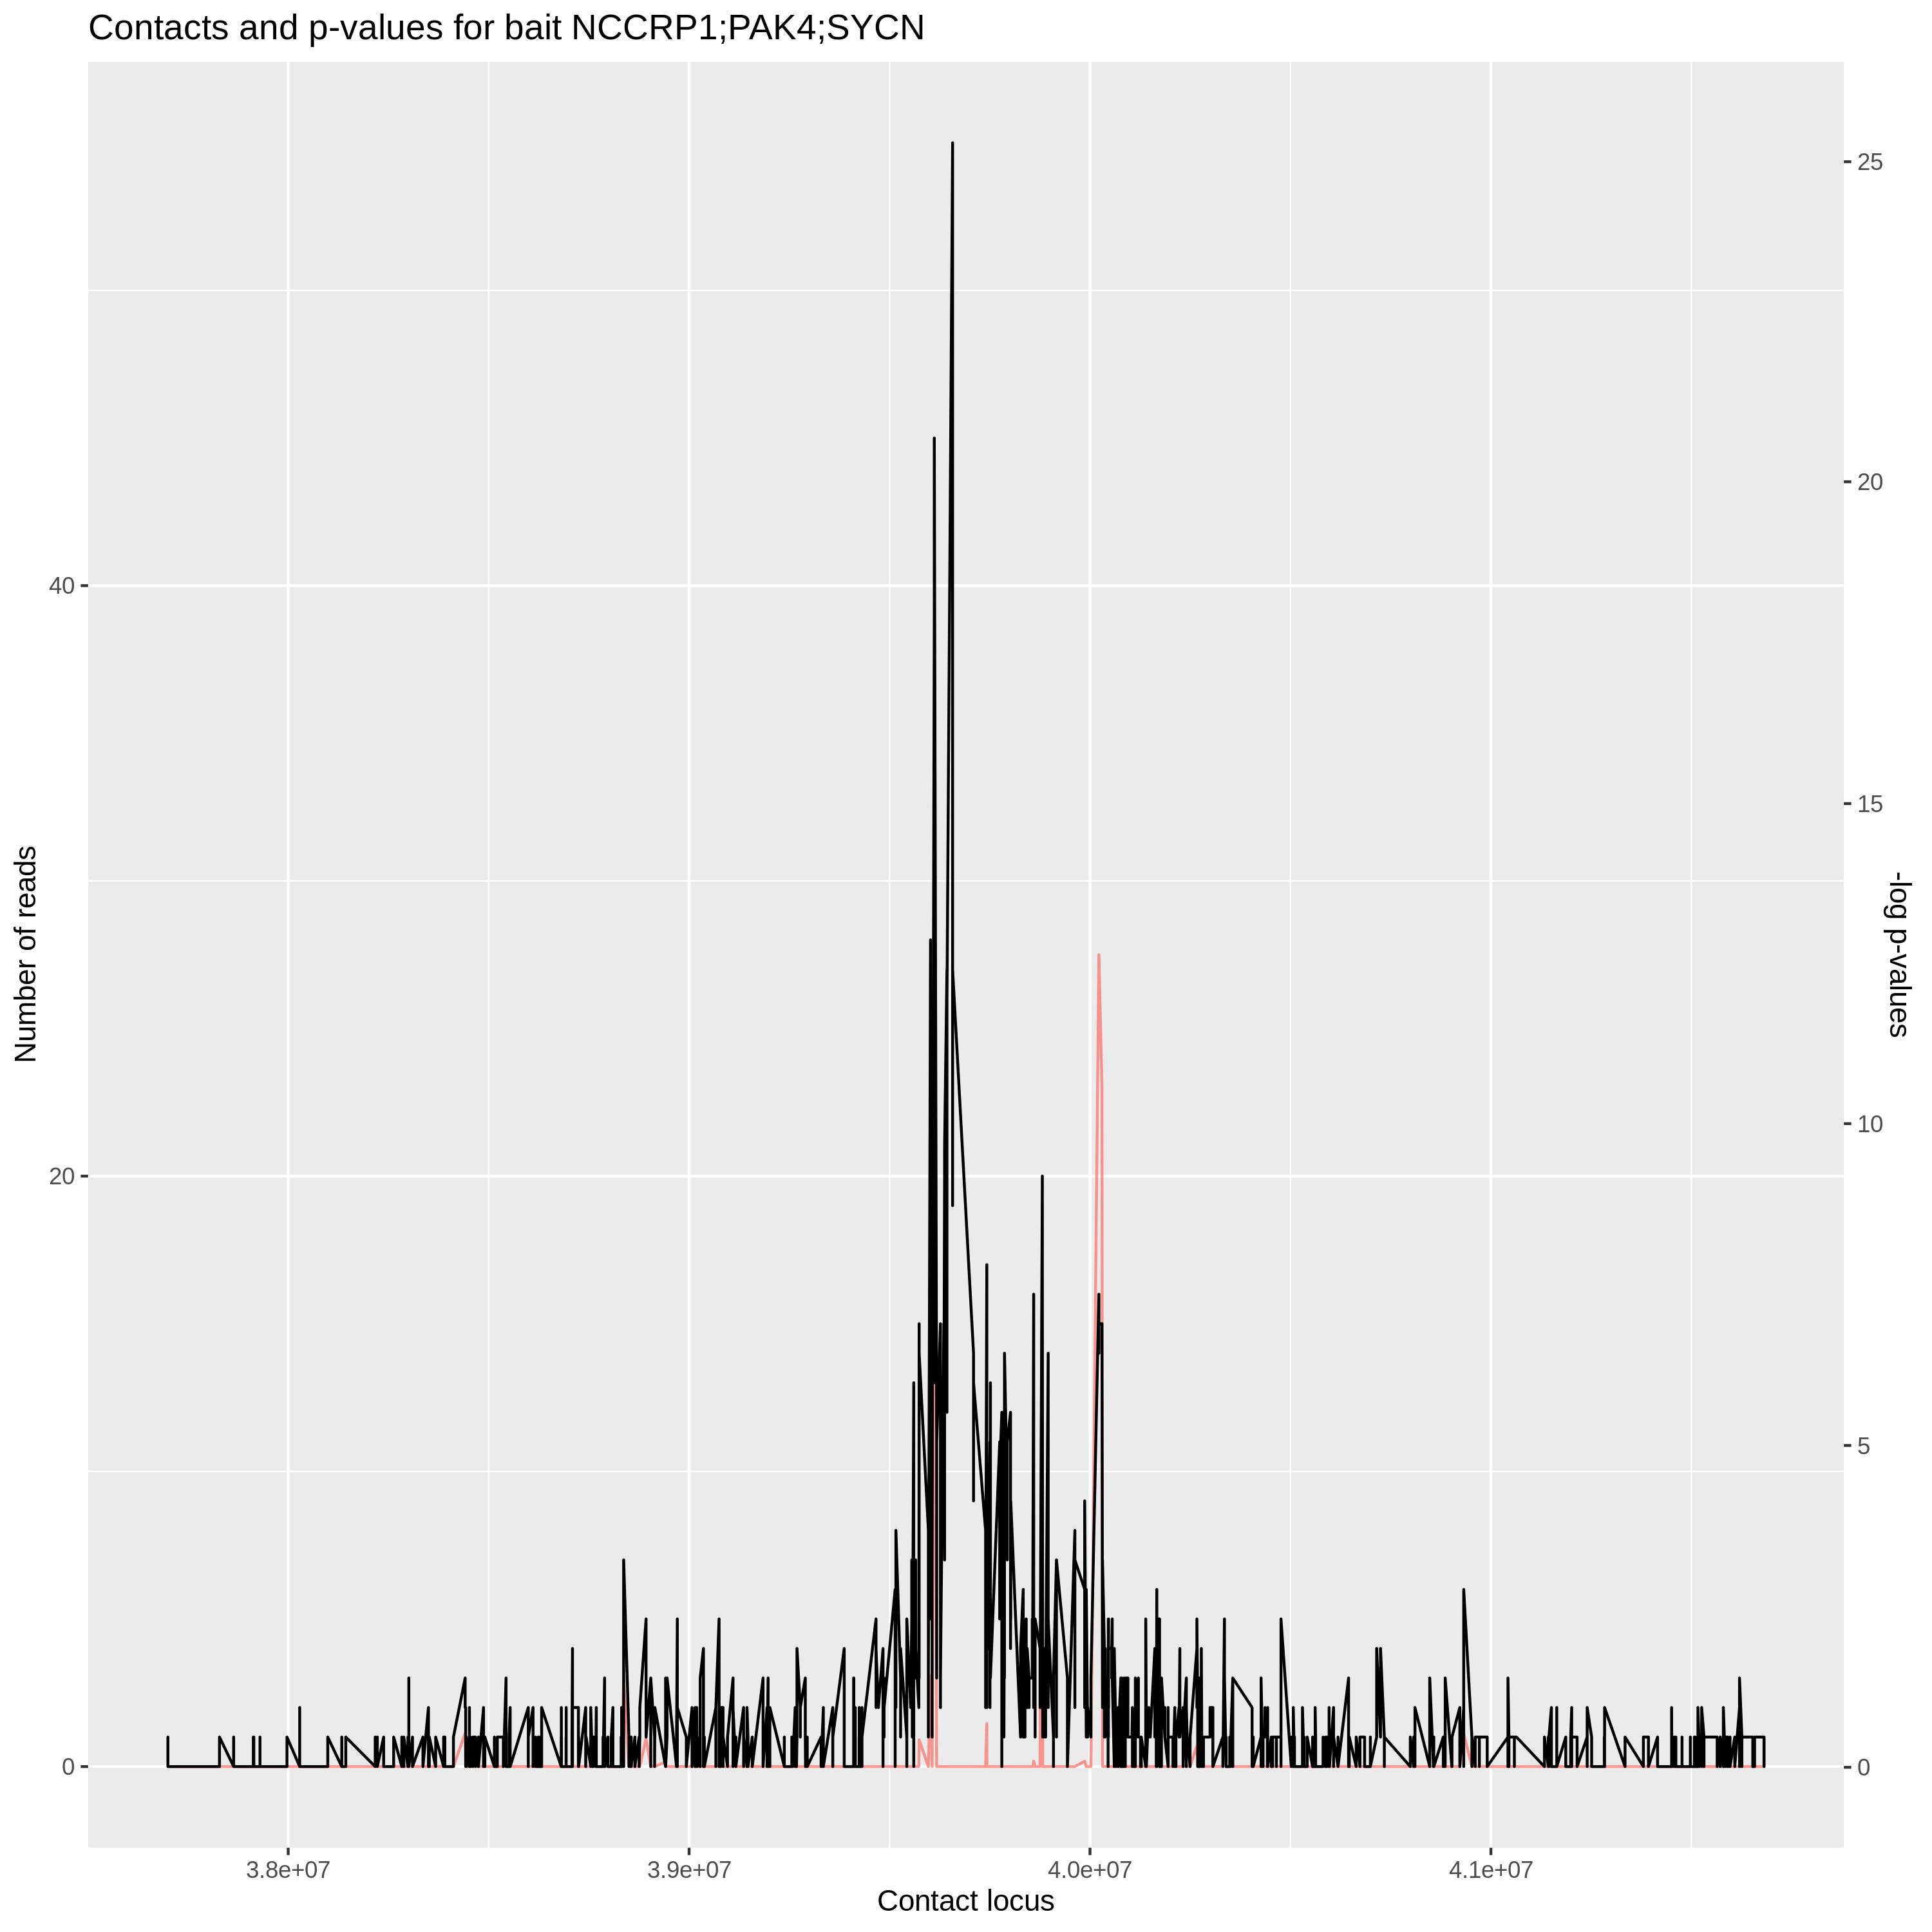 Contacts and p-values for bait NCCRP1;PAK4;SYCN
Number of reads
40
20
0
25
20
15
10
5
0
-log p-values
3.8e+07
3.9e+07
4.0e+07
4.1e+07
Contact locus